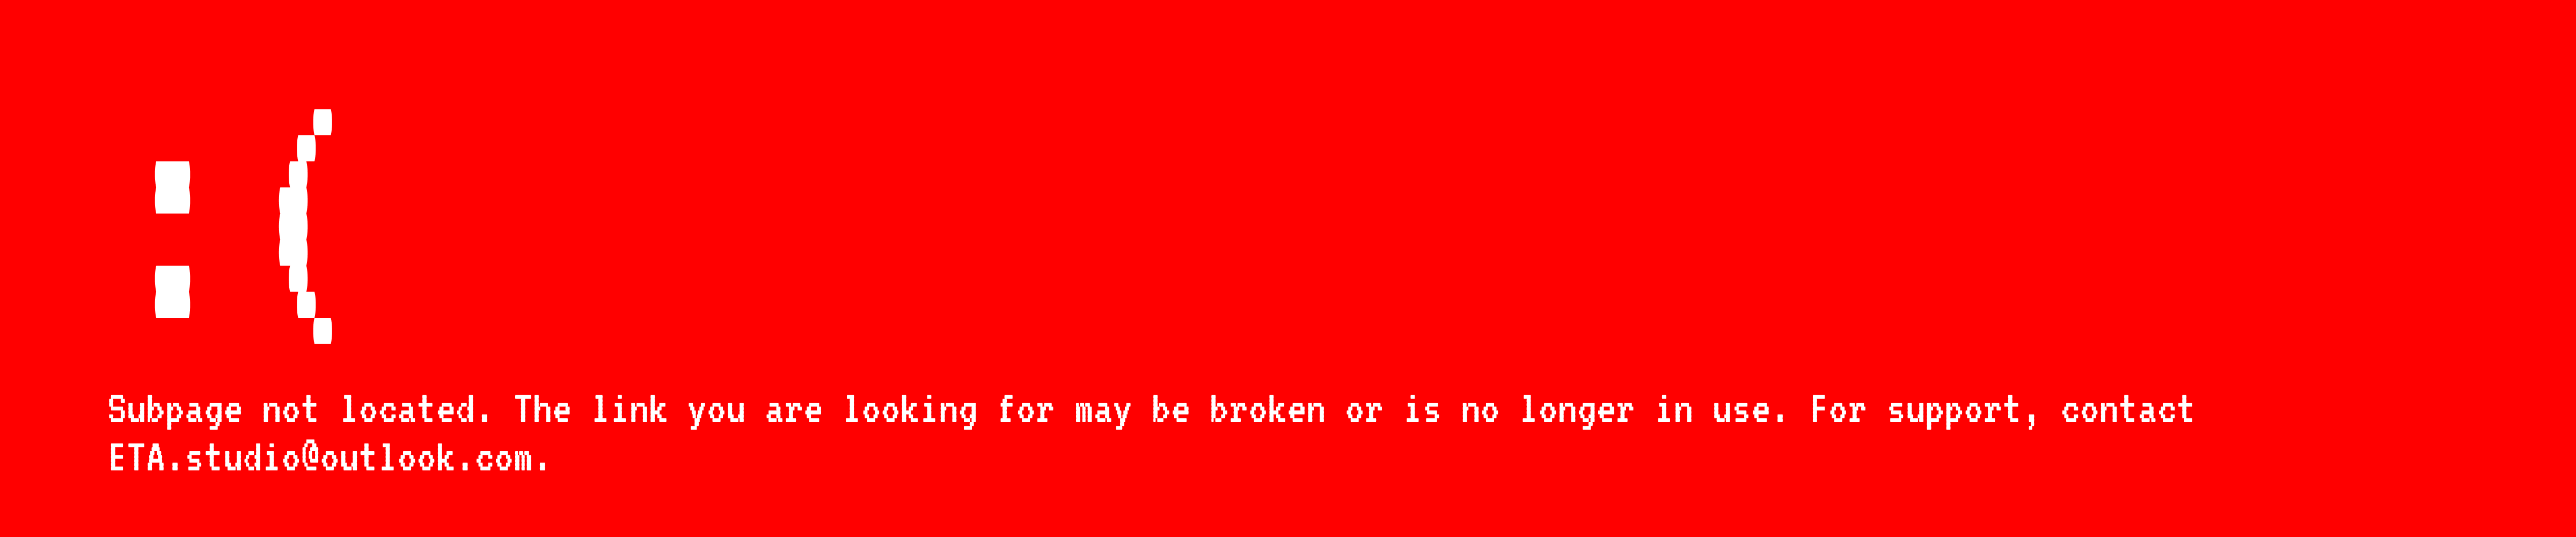 :(
Subpage not located. The link you are looking for may be broken or is no longer in use. For support, contact
ETA.studio@outlook.com.